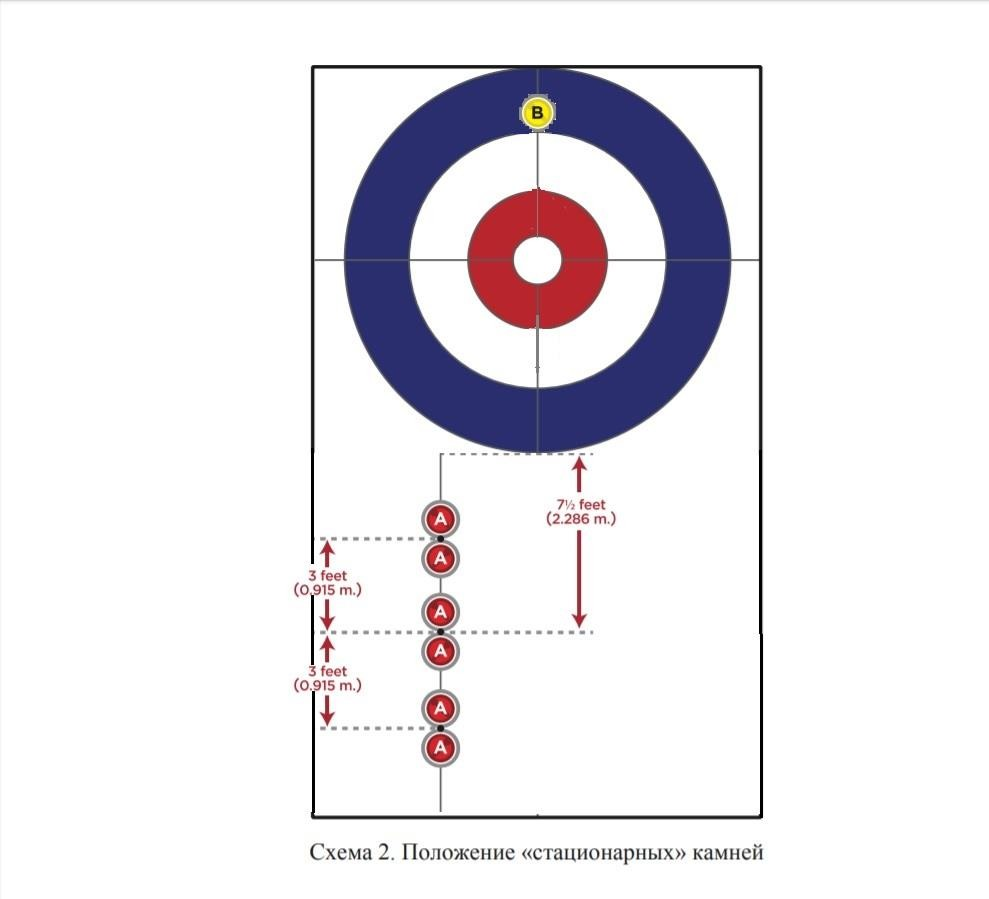 B
A
7½ feet
(2.286 m.)
A
3 feet
(0.915 m.)
A
A
3 feet
(0.915 m.)
A
A
Схема 2. Положение «стационарных» камней